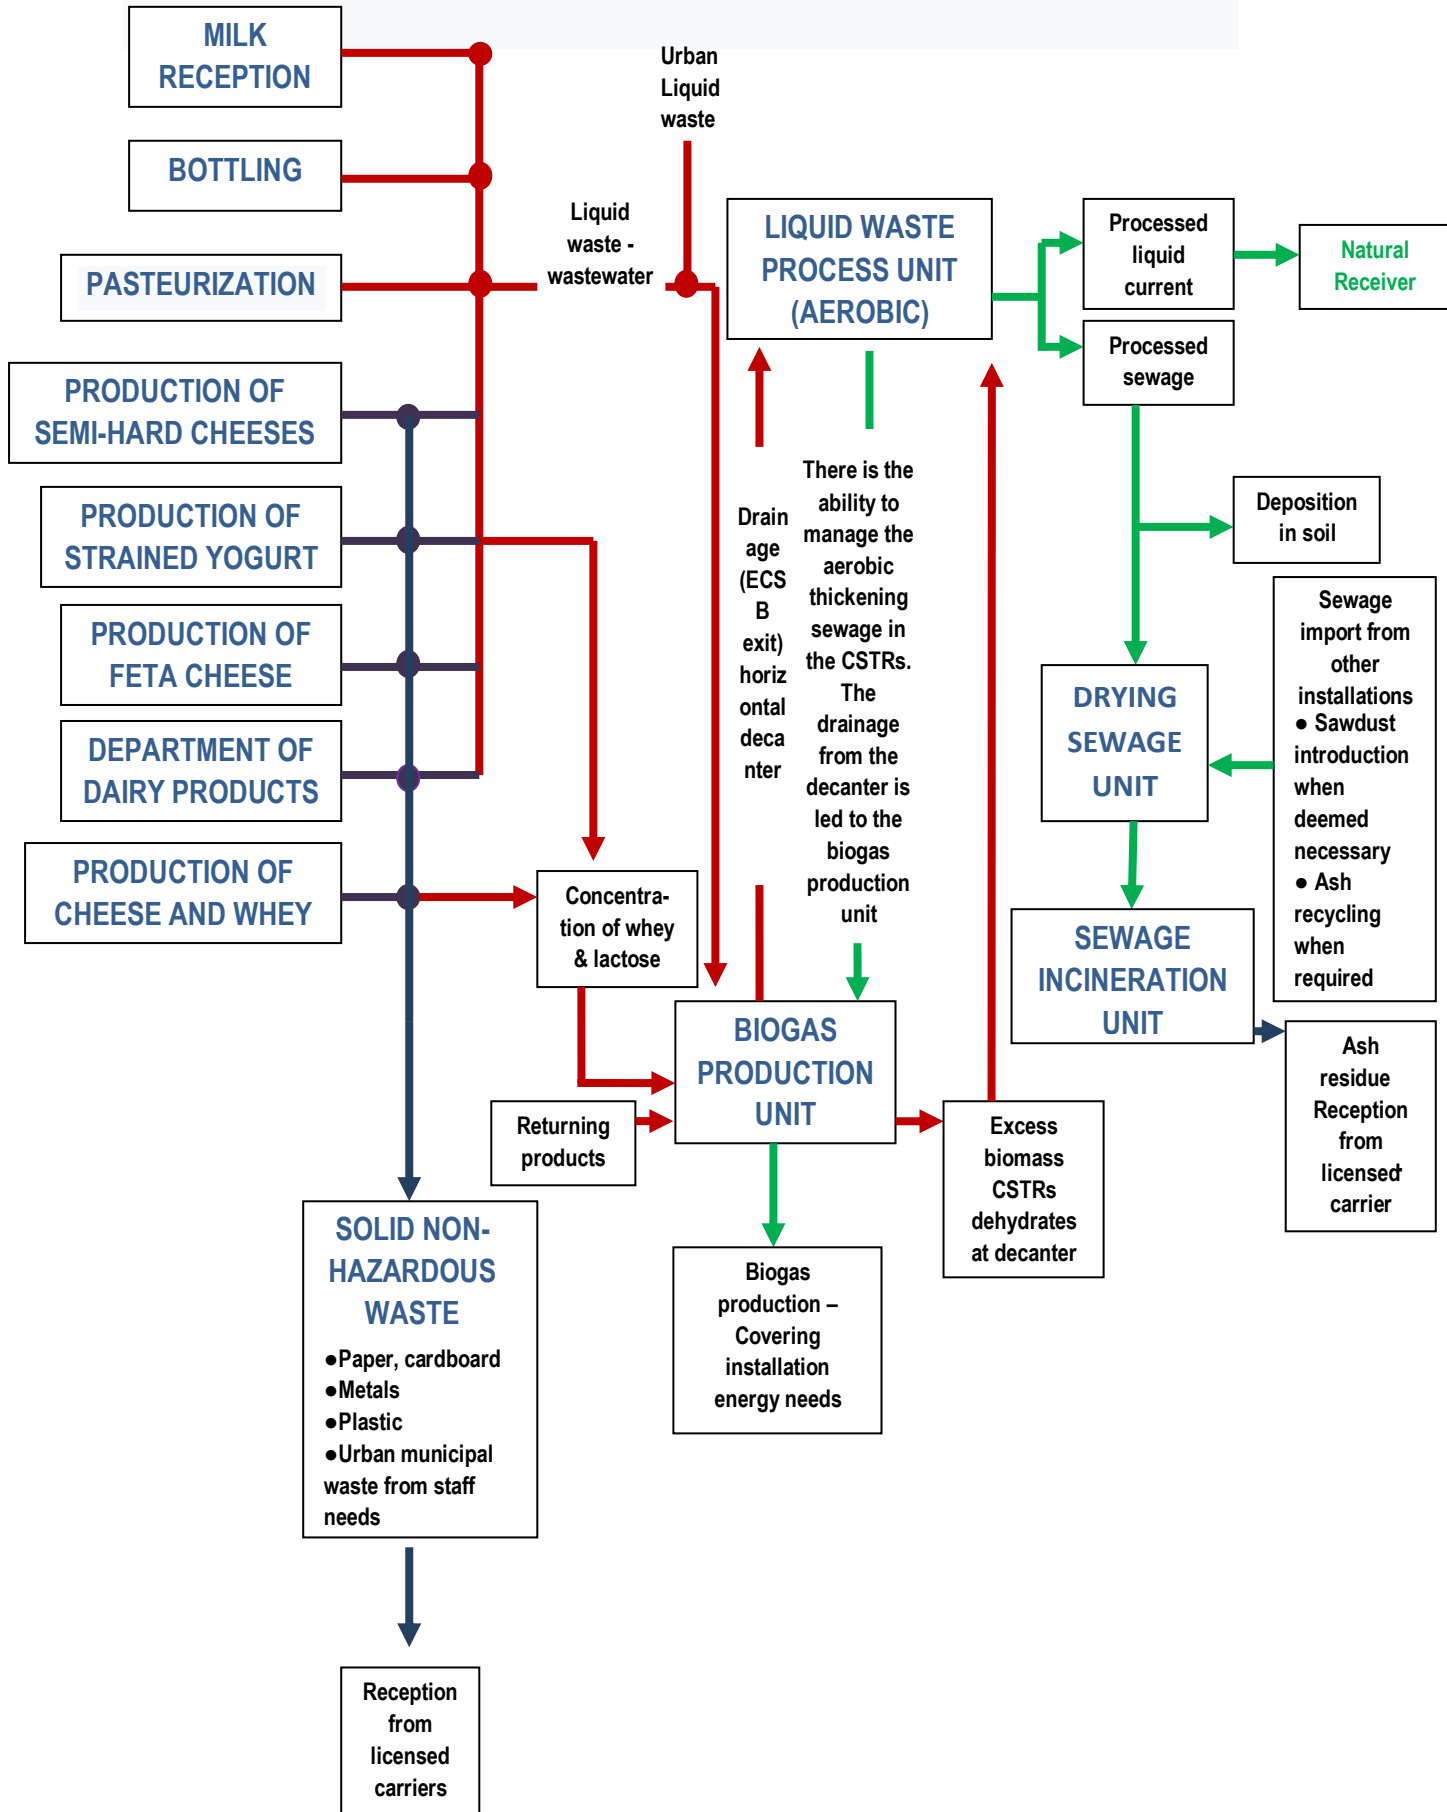 MILK
RECEPTION
BOTTLING
PASTEURIZATION
PRODUCTION OF
SEMI-HARD CHEESES
PRODUCTION OF
STRAINED YOGURT
PRODUCTION OF
FETA CHEESE
DEPARTMENT OF
DAIRY PRODUCTS
PRODUCTION OF
CHEESE AND WHEY
Liquid
waste -
wastewater
Urban
Liquid
waste
LIQUID WASTE
PROCESS UNIT
(AEROBIC)
Processed
liquid
current
Natural
Receiver
Processed
sewage
Deposition
in soil
Drain
age
(ECS
B
exit)
horiz
ontal
deca
nter
There is the
ability to
manage the
aerobic
thickening
sewage in
the CSTRs.
The
drainage
from the
decanter is
led to the
biogas
production
unit
Sewage
import from
other
installations
● Sawdust
introduction
when
deemed
necessary
● Ash
recycling
when
required
DRYING
SEWAGE
UNIT
SEWAGE
INCINERATION
UNIT
Ash
residue
Reception
from
licensed
carrier
Concentra-
tion of whey
& lactose
BIOGAS
PRODUCTION
UNIT
Returning
products
Excess
biomass
CSTRs
dehydrates
at decanter
Biogas
production –
Covering
installation
energy needs
SOLID NON-
HAZARDOUS
WASTE
●Paper, cardboard
●Metals
●Plastic
●Urban municipal
waste from staff
needs
Reception
from
licensed
carriers